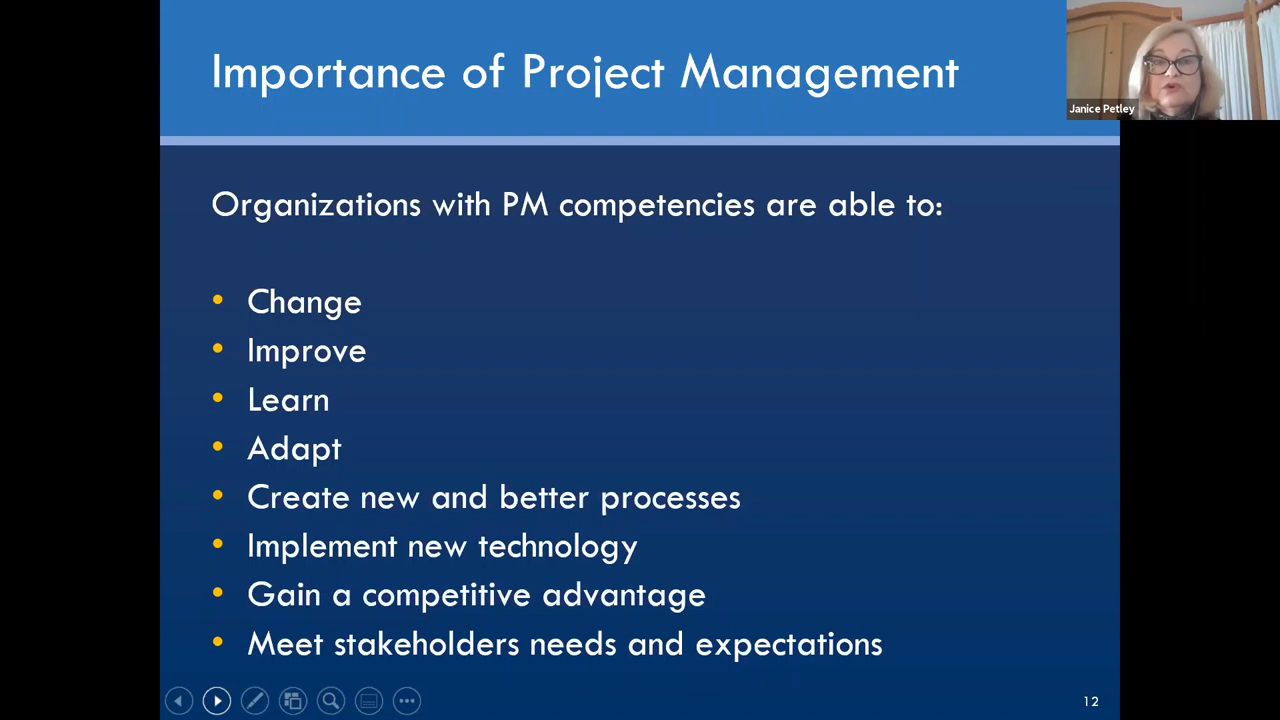 Importance of Project Management
Janice Petley
Organizations with PM competencies are able to:
• Change
• Improve
• Learn
• Adapt
• Create new and better processes
• Implement new technology
• Gain a competitive advantage
• Meet stakeholders needs and expectations
12